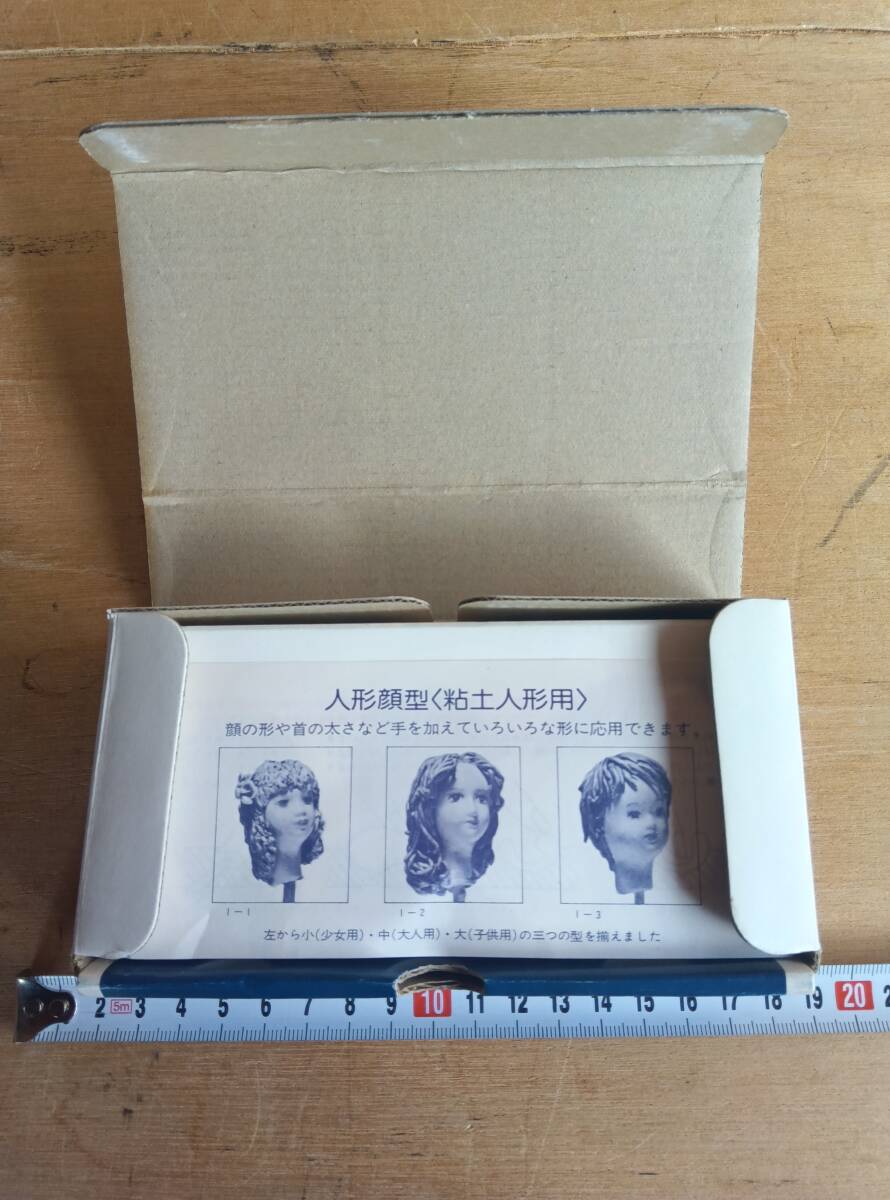 人形顔型〈粘土人形用〉
顔の形や首の太さなど手を加えていろいろな形に応用できます。
1-1
1-2
1-3
左から小(少女用)・中(大人用)・大(子供用)の三つの型を揃えました
2 5m 3 4 5 6 7 8 9 10 11 12 13 14 15 16 17 18 19 20